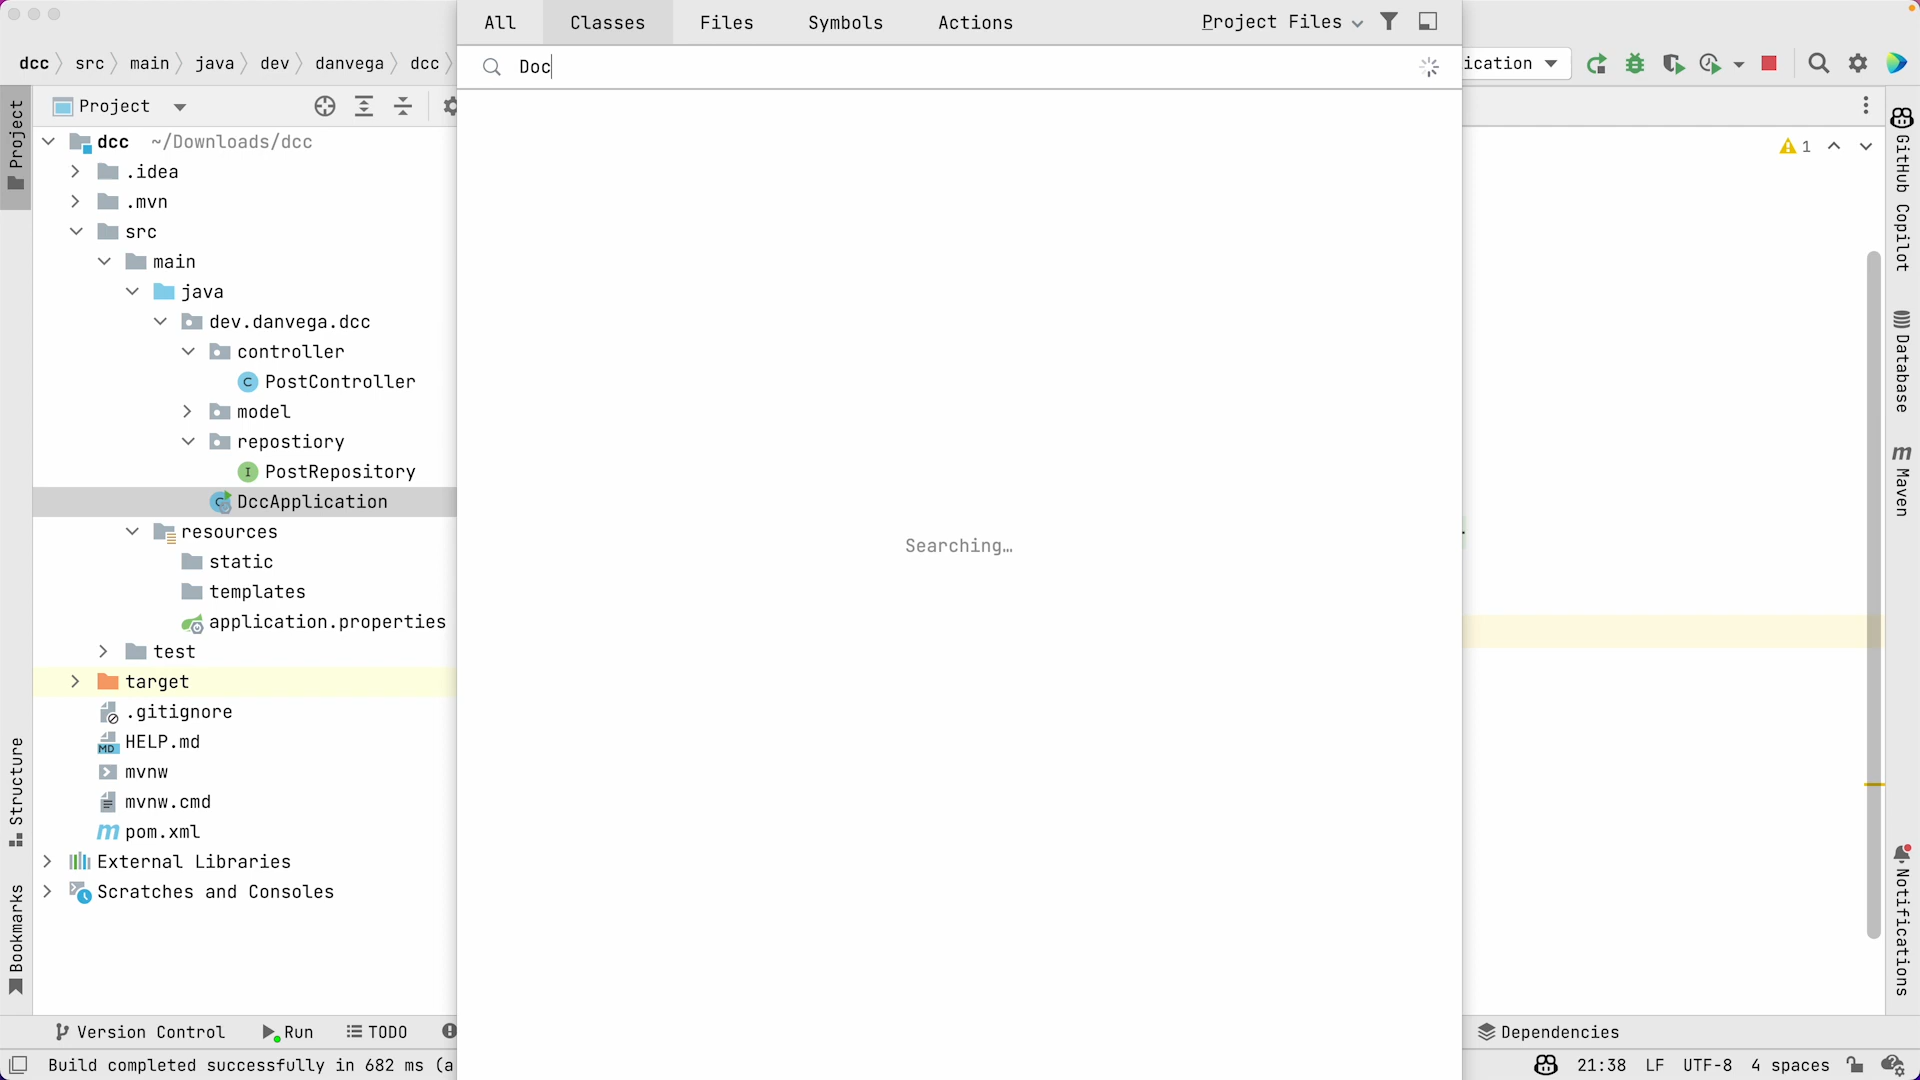 All Classes Files Symbols Actions Project Files
Doc
dcc src main java dev danvega dcc
ication
Project
dcc ~/Downloads/dcc
.idea
.mvn
src
main
java
dev.danvega.dcc
controller
PostController
model
repostiory
PostRepository
DccApplication
resources
static
templates
application.properties
test
target
.gitignore
HELP.md
mvnw
mvnw.cmd
pom.xml
External Libraries
Scratches and Consoles
Searching…
1
Project
Structure
Bookmarks
GitHub Copilot
Database
Maven
Notifications
Version Control Run TODO
Dependencies
Build completed successfully in 682 ms (a
21:38 LF UTF-8 4 spaces